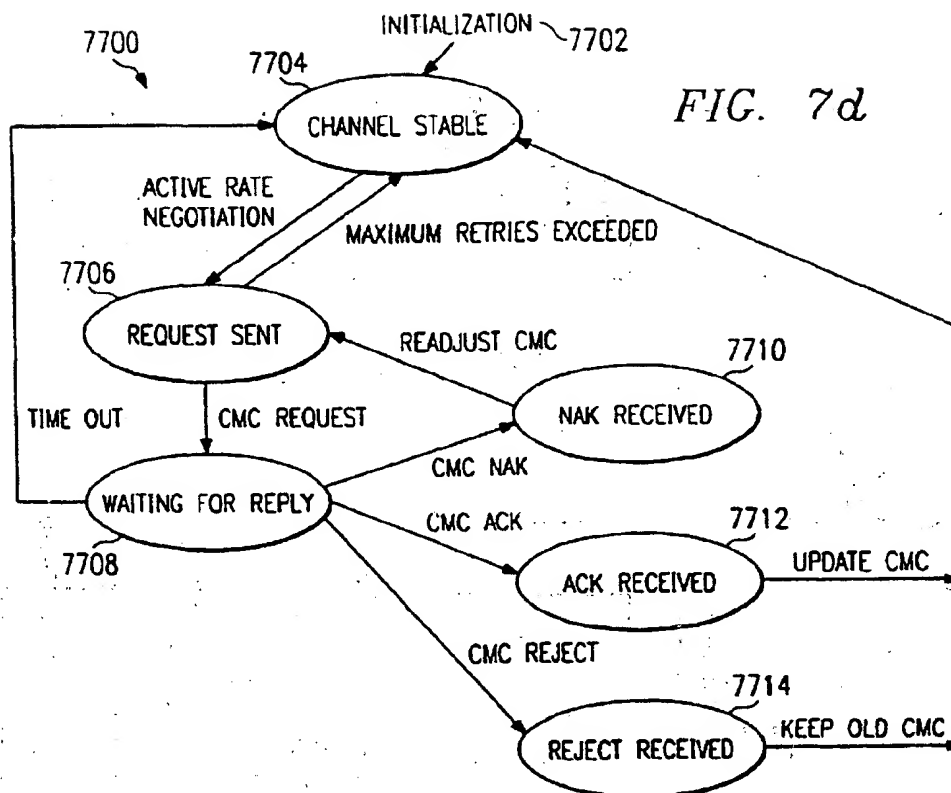 INITIALIZATION
7702
7700
7704
FIG. 7d
CHANNEL STABLE
ACTIVE RATE
NEGOTIATION
MAXIMUM RETRIES EXCEEDED
7706
REQUEST SENT
READJUST CMC
7710
NAK RECEIVED
TIME OUT
CMC REQUEST
CMC NAK
WAITING FOR REPLY
7708
CMC ACK
7712
ACK RECEIVED
UPDATE CMC
CMC REJECT
7714
REJECT RECEIVED
KEEP OLD CMC